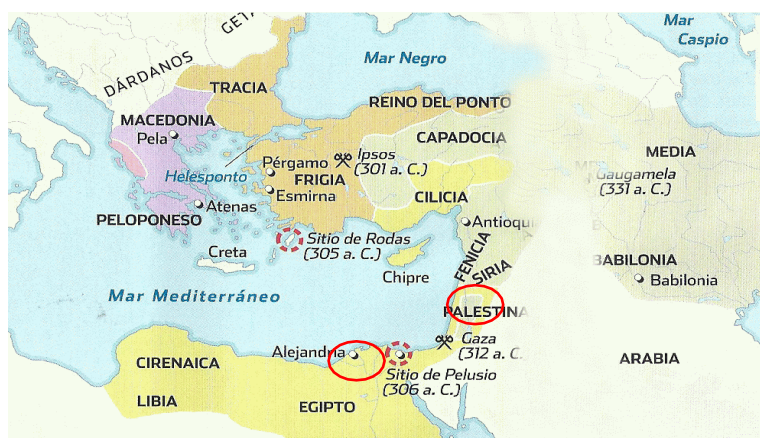 Mar
Caspio
GETA
DÁRDANOS
Mar Negro
TRACIA
REINO DEL PONTO
MACEDONIA
Pela
CAPADOCIA
MEDIA
Pérgamo
Ipsos
(301 a. C.)
Helesponto
FRIGIA
Gaugamela
(331 a. C.)
Esmirna
CILICIA
Atenas
PELOPONESO
Antioqui
Sitio de Rodas
(305 a. C.)
Creta
Chipre
FENICIA
SIRIA
BABILONIA
Babilonia
Mar Mediterráneo
PALESTINA
Alejandria
Gaza
(312 a. C.
CIRENAICA
Sitio de Pelusio
(306 a. C.)
ARABIA
LIBIA
EGIPTO